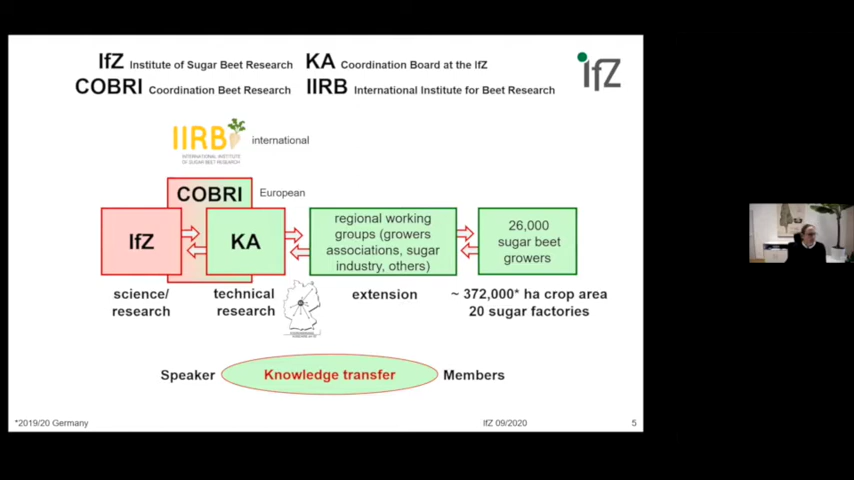 IfZ Institute of Sugar Beet Research KA Coordination Board at the IfZ
COBRI Coordination Beet Research IIRB International Institute for Beet Research
ifZ
IIRB international
INTERNATIONAL INSTITUTE
OF SUGAR BEET RESEARCH
COBRI European
IfZ
KA
regional working
groups (growers
associations, sugar
industry, others)
26,000
sugar beet
growers
science/
research
technical
research
extension
~ 372,000* ha crop area
20 sugar factories
Speaker Knowledge transfer Members
*2019/20 Germany IfZ 09/2020 5